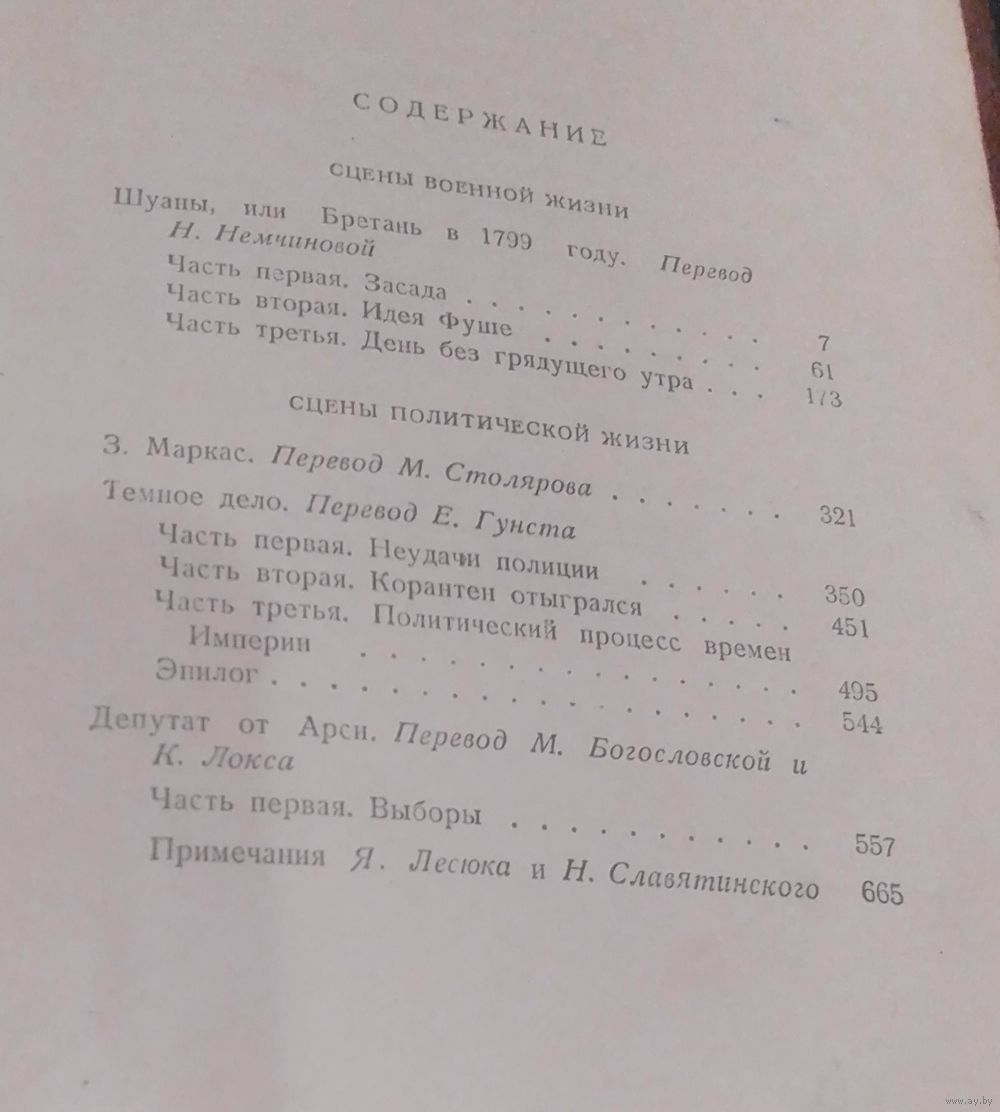 СОДЕРЖАНИЕ
СЦЕНЫ ВОЕННОЙ ЖИЗНИ
Шуаны, или Бретань в 1799 году. Перевод
Н. Немчиновой
Часть первая. Засада . . . . . . . . . . . 7
Часть вторая. Идея Фуше . . . . . . . . 61
Часть третья. День без грядущего утра . . . 173
СЦЕНЫ ПОЛИТИЧЕСКОЙ ЖИЗНИ
З. Маркас. Перевод М. Столярова . . . . . . 321
Темное дело. Перевод Е. Гунста
Часть первая. Неудачи полиции . . . . . . 350
Часть вторая. Корантен отыгрался . . . . . 451
Часть третья. Политический процесс времен
Империи . . . . . . . . . . . . . . . 495
Эпилог . . . . . . . . . . . . . . . . . . 544
Депутат от Арси. Перевод М. Богословской и
К. Локса
Часть первая. Выборы . . . . . . . . . . . 557
Примечания Я. Лесюка и Н. Славятинского 665
www.ay.by